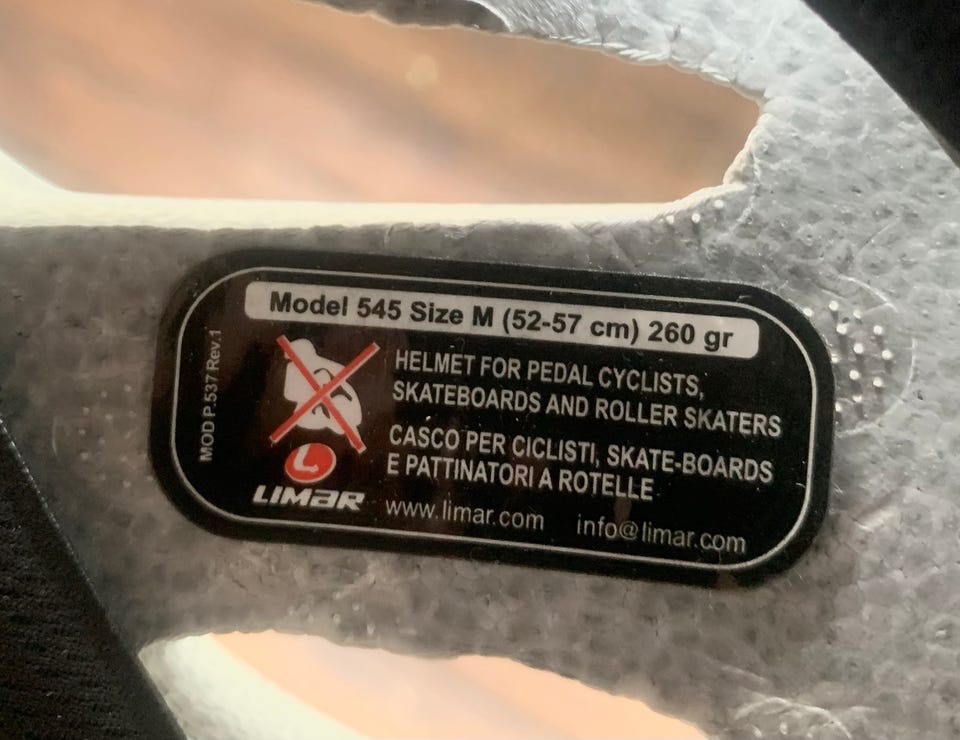 Model 545 Size M (52-57 cm) 260 gr
MOD P.537 Rev.1
HELMET FOR PEDAL CYCLISTS,
SKATEBOARDS AND ROLLER SKATERS
CASCO PER CICLISTI, SKATE-BOARDS
E PATTINATORI A ROTELLE
L
LIMAR
www.limar.com info@limar.com